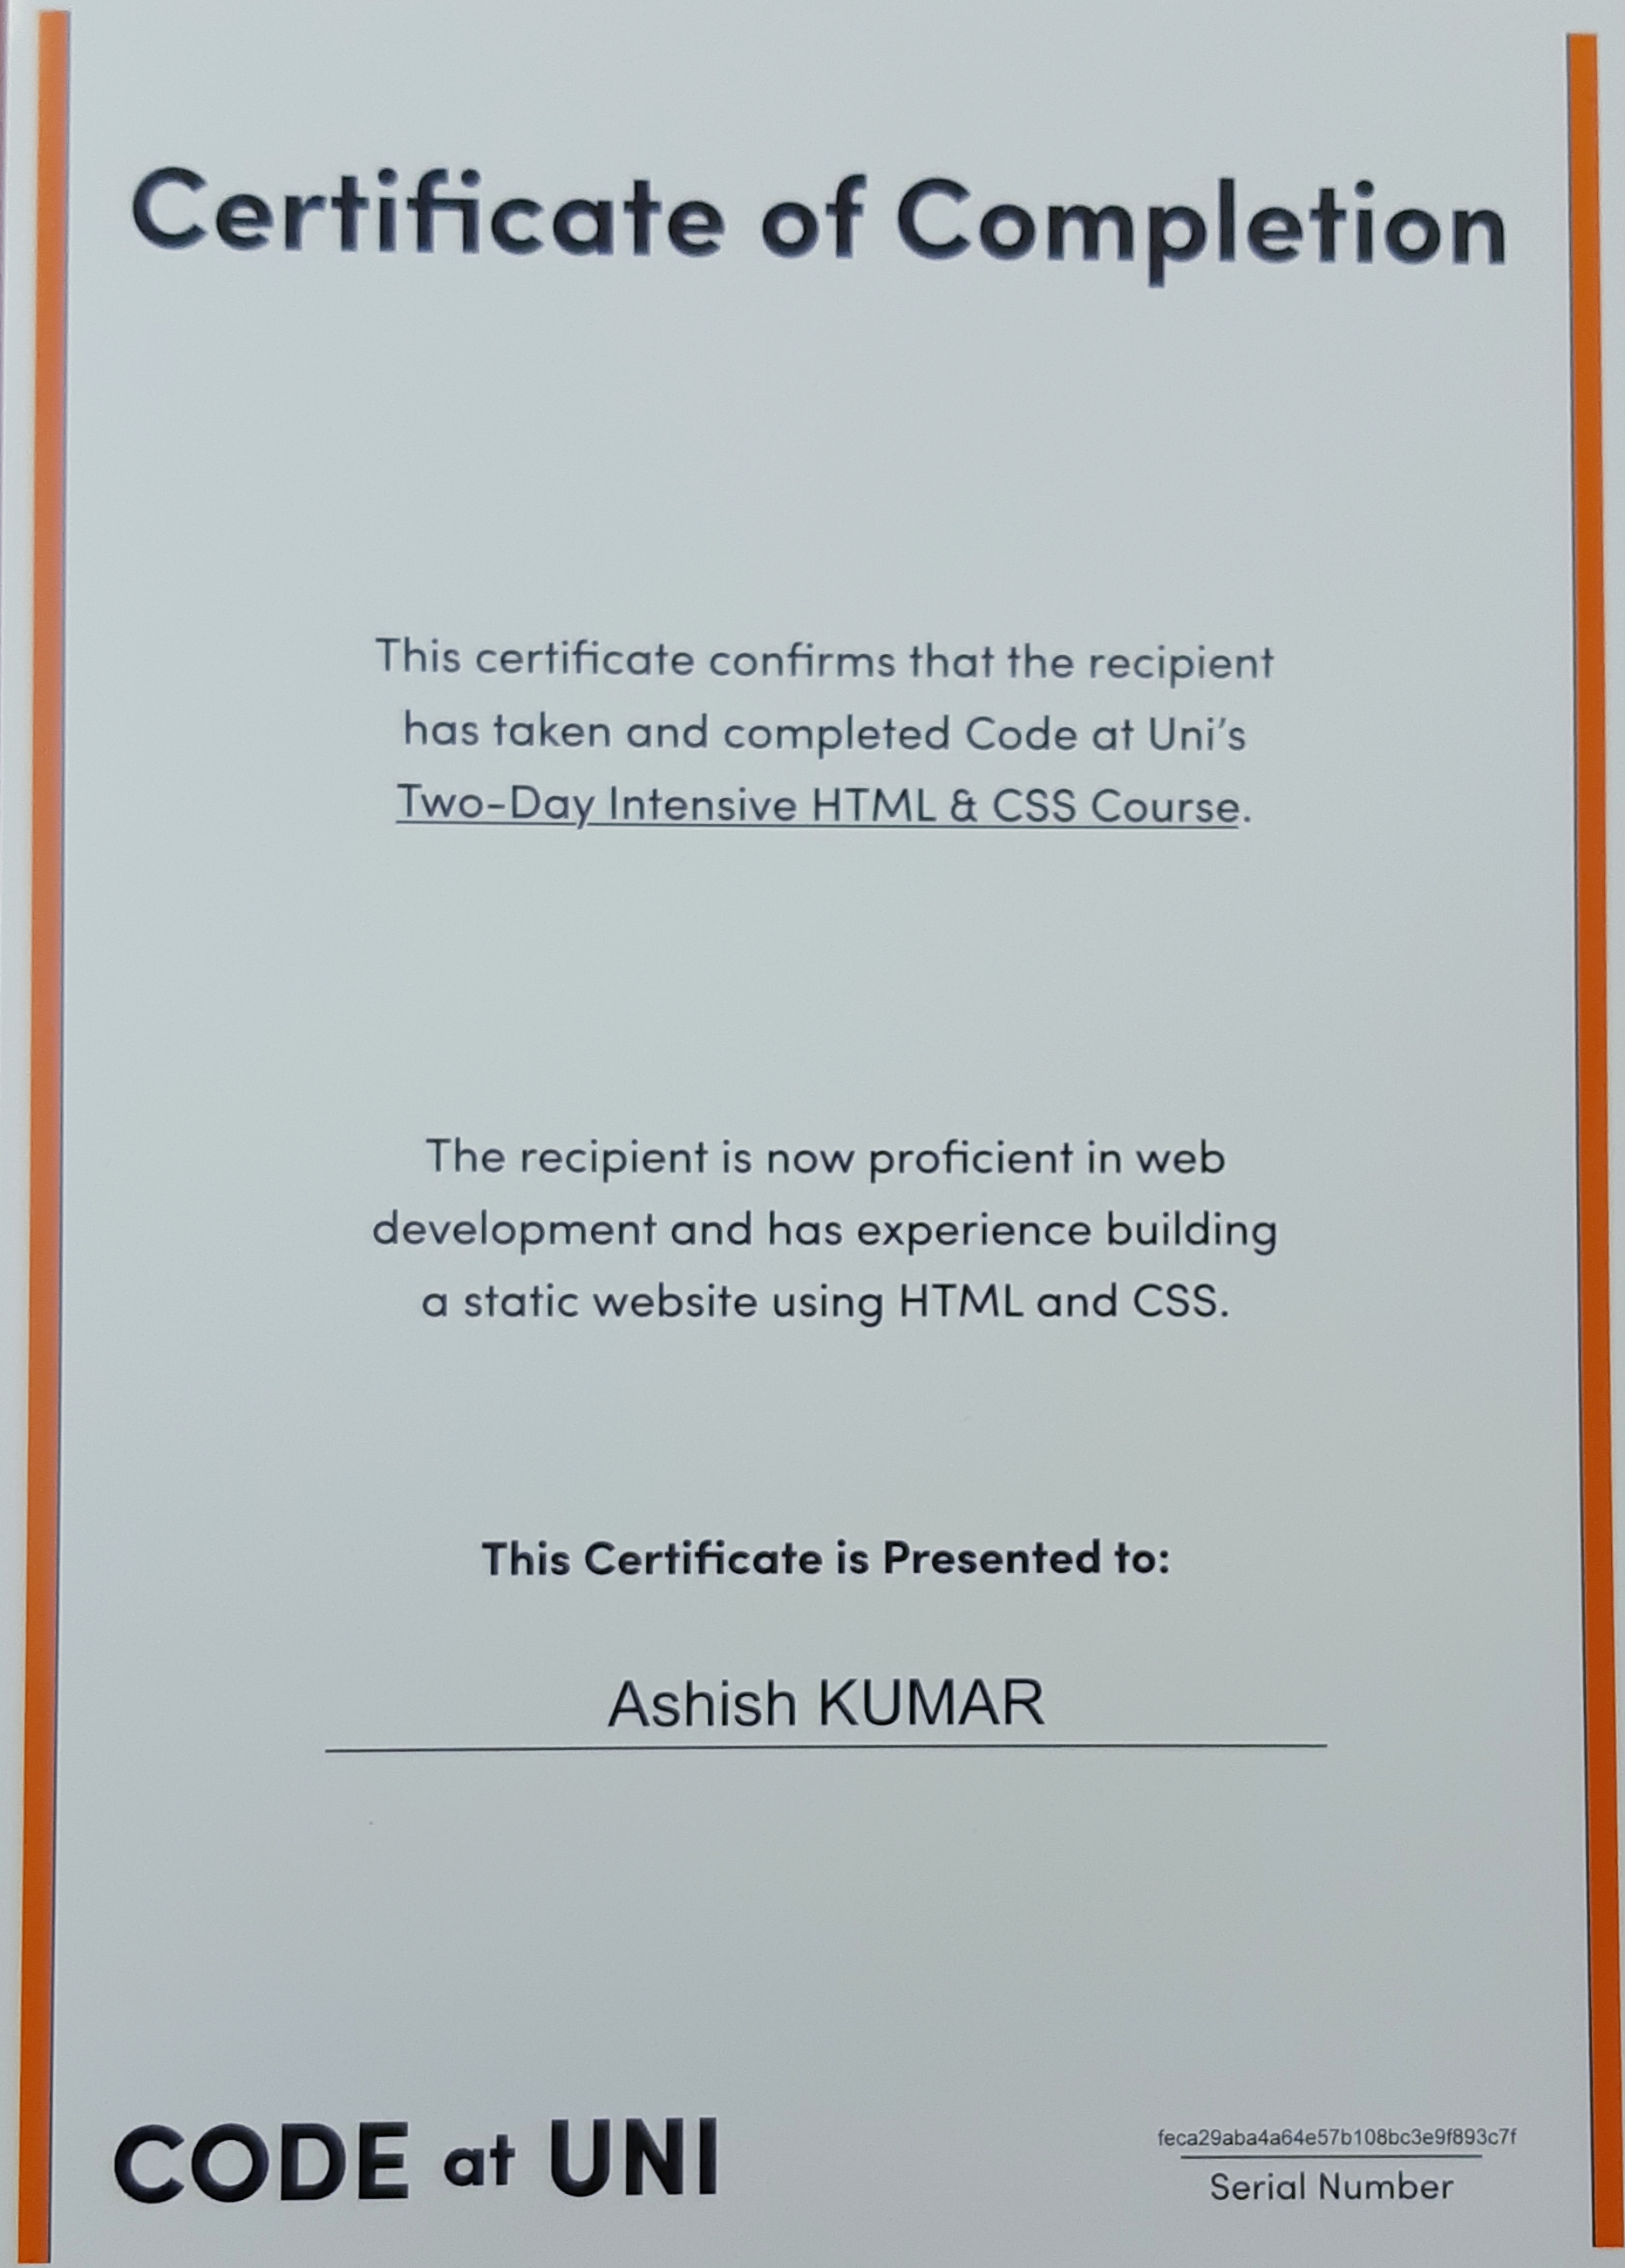 Certificate of Completion
This certificate confirms that the recipient
has taken and completed Code at Uni's
Two-Day Intensive HTML & CSS Course.
The recipient is now proficient in web
development and has experience building
a static website using HTML and CSS.
This Certificate is Presented to:
Ashish KUMAR
CODE at UNI
feca29aba4a64e57b108bc3e9f893c7f
Serial Number